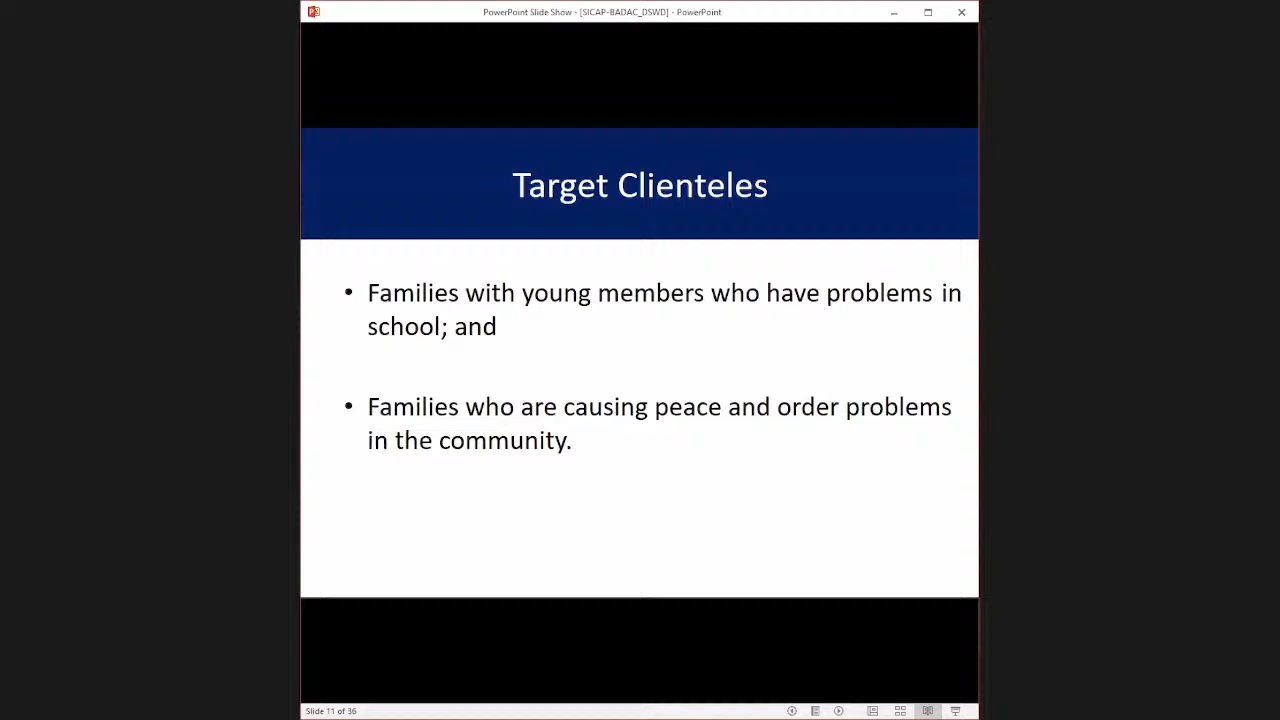 PowerPoint Slide Show - [SICAP-BADAC_DSWD] - PowerPoint
Target Clienteles
• Families with young members who have problems in
school; and
• Families who are causing peace and order problems
in the community.
Slide 11 of 36